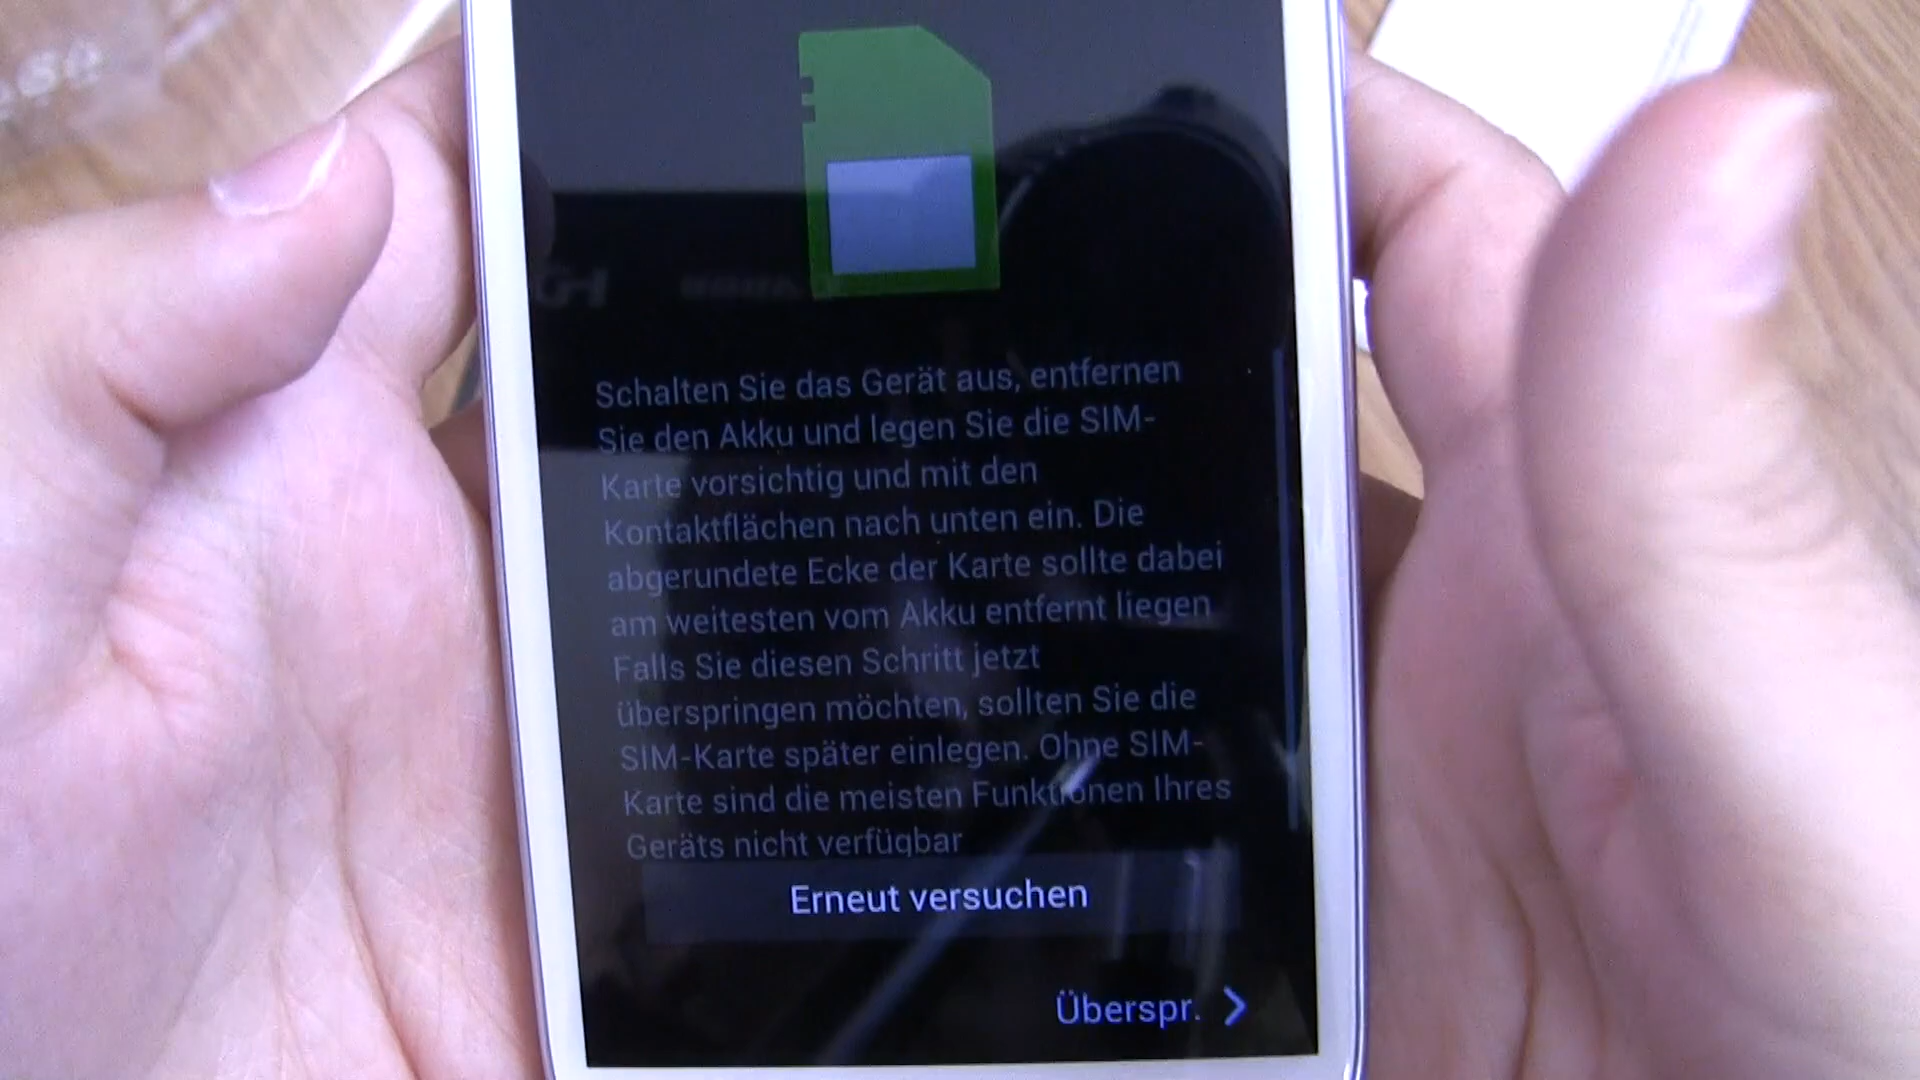 Schalten Sie das Gerät aus, entfernen
Sie den Akku und legen Sie die SIM-
Karte vorsichtig und mit den
Kontaktflächen nach unten ein. Die
abgerundete Ecke der Karte sollte dabei
am weitesten vom Akku entfernt liegen
Falls Sie diesen Schritt jetzt
überspringen möchten, sollten Sie die
SIM-Karte später einlegen. Ohne SIM-
Karte sind die meisten Funktionen Ihres
Geräts nicht verfügbar
Erneut versuchen
Überspr.